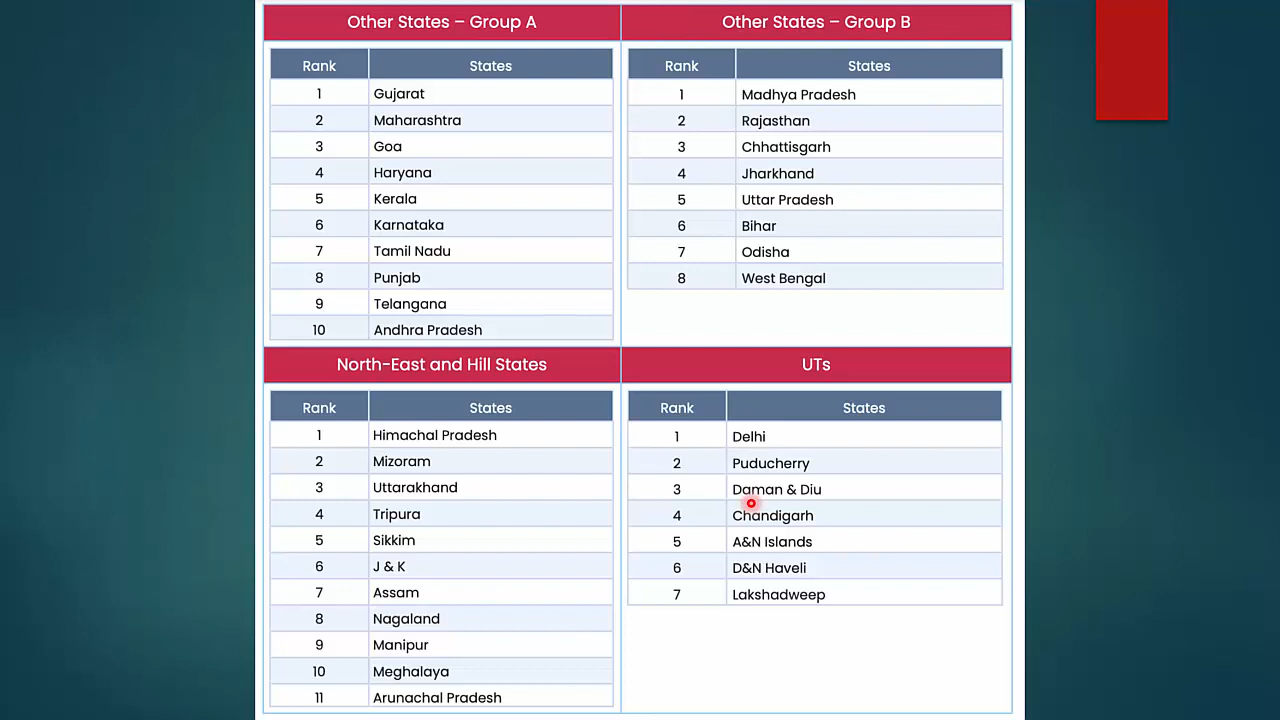 Other States – Group A
Rank States
1 Gujarat
2 Maharashtra
3 Goa
4 Haryana
5 Kerala
6 Karnataka
7 Tamil Nadu
8 Punjab
9 Telangana
10 Andhra Pradesh
Other States – Group B
Rank States
1 Madhya Pradesh
2 Rajasthan
3 Chhattisgarh
4 Jharkhand
5 Uttar Pradesh
6 Bihar
7 Odisha
8 West Bengal
North-East and Hill States
Rank States
1 Himachal Pradesh
2 Mizoram
3 Uttarakhand
4 Tripura
5 Sikkim
6 J & K
7 Assam
8 Nagaland
9 Manipur
10 Meghalaya
11 Arunachal Pradesh
UTs
Rank States
1 Delhi
2 Puducherry
3 Daman & Diu
4 Chandigarh
5 A&N Islands
6 D&N Haveli
7 Lakshadweep